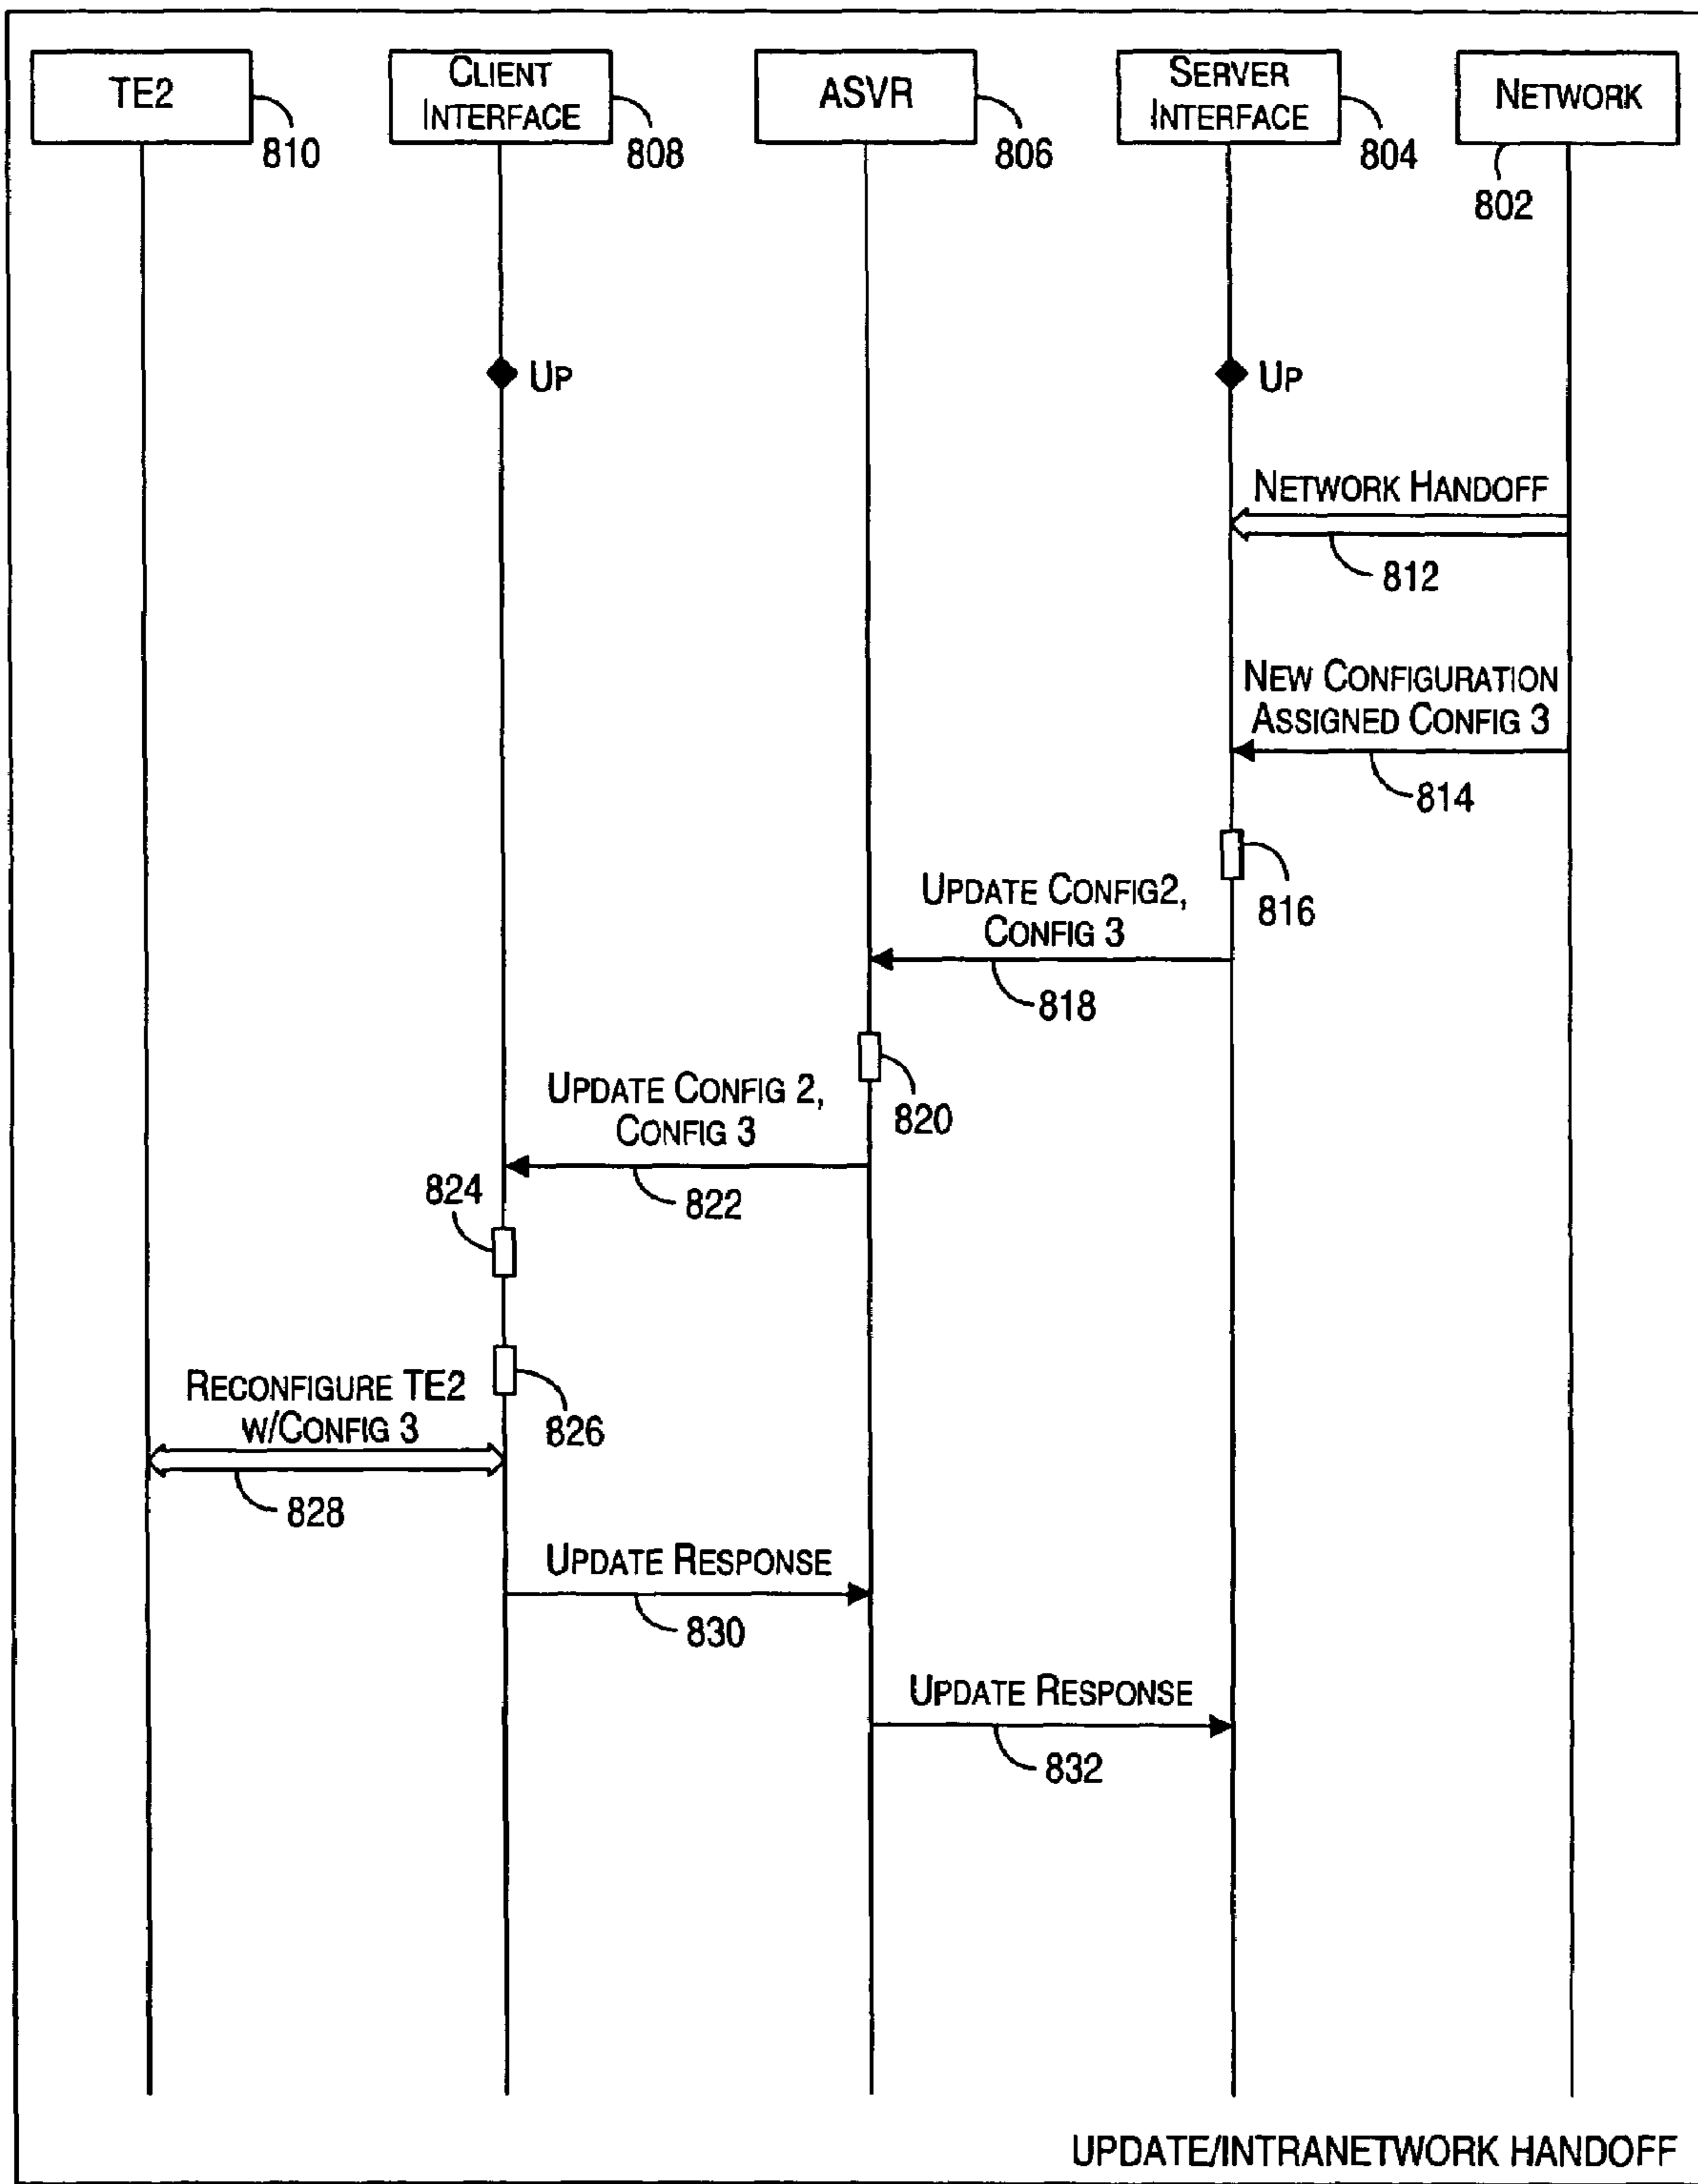 TE2
810
CLIENT
INTERFACE
808
ASVR
806
SERVER
INTERFACE
804
NETWORK
802
UP
UP
NETWORK HANDOFF
812
NEW CONFIGURATION
ASSIGNED CONFIG 3
814
816
UPDATE CONFIG2,
CONFIG 3
818
820
UPDATE CONFIG 2,
CONFIG 3
822
824
826
RECONFIGURE TE2
W/CONFIG 3
828
UPDATE RESPONSE
830
UPDATE RESPONSE
832
UPDATE/INTRANETWORK HANDOFF